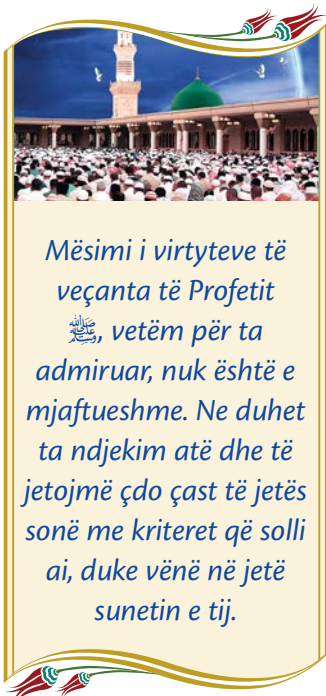 Mësimi i virtyteve të
veçanta të Profetit
ﷺ, vetëm për ta
admiruar, nuk është e
mjaftueshme. Ne duhet
ta ndjekim atë dhe të
jetojmë çdo çast të jetës
sonë me kriteret që solli
ai, duke vënë në jetë
sunetin e tij.